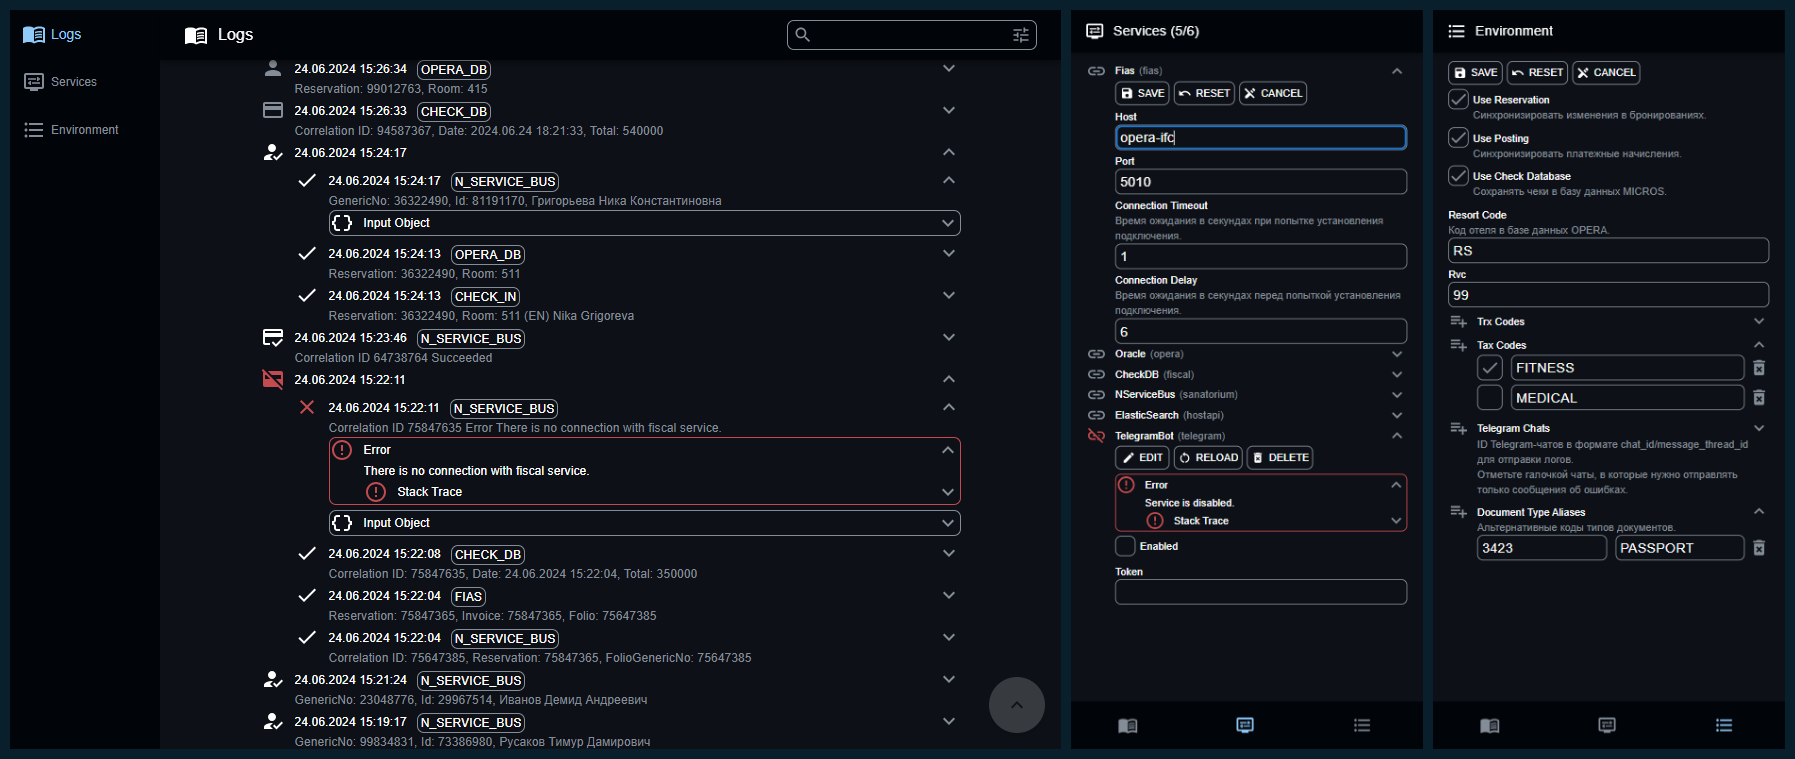 Logs
Services
Environment
Logs
24.06.2024 15:26:34 OPERA_DB
Reservation: 99012763, Room: 415
24.06.2024 15:26:33 CHECK_DB
Correlation ID: 94587367, Date: 2024.06.24 18:21:33, Total: 540000
24.06.2024 15:24:17
24.06.2024 15:24:17 N_SERVICE_BUS
GenericNo: 36322490, Id: 81191170, Григорьева Ника Константиновна
Input Object
24.06.2024 15:24:13 OPERA_DB
Reservation: 36322490, Room: 511
24.06.2024 15:24:13 CHECK_IN
Reservation: 36322490, Room: 511 (EN) Nika Grigoreva
24.06.2024 15:23:46 N_SERVICE_BUS
Correlation ID 64738764 Succeeded
24.06.2024 15:22:11
24.06.2024 15:22:11 N_SERVICE_BUS
Correlation ID 75847635 Error There is no connection with fiscal service.
Error
There is no connection with fiscal service.
Stack Trace
Input Object
24.06.2024 15:22:08 CHECK_DB
Correlation ID: 75847635, Date: 24.06.2024 15:22:04, Total: 350000
24.06.2024 15:22:04 FIAS
Reservation: 75847365, Invoice: 75847365, Folio: 75647385
24.06.2024 15:22:04 N_SERVICE_BUS
Correlation ID: 75647385, Reservation: 75847365, FolioGenericNo: 75647385
24.06.2024 15:21:24 N_SERVICE_BUS
GenericNo: 23048776, Id: 29967514, Иванов Демид Андреевич
24.06.2024 15:19:17 N_SERVICE_BUS
GenericNo: 99834831, Id: 73386980, Русаков Тимур Дамирович
Services (5/6)
Fias (fias)
SAVE RESET CANCEL
Host
opera-ifc
Port
5010
Connection Timeout
Время ожидания в секундах при попытке установления
подключения.
1
Connection Delay
Время ожидания в секундах перед попыткой установления
подключения.
6
Oracle (opera)
CheckDB (fiscal)
NServiceBus (sanatorium)
ElasticSearch (hostapi)
TelegramBot (telegram)
EDIT RELOAD DELETE
Error
Service is disabled.
Stack Trace
Enabled
Token
Environment
SAVE RESET CANCEL
Use Reservation
Синхронизировать изменения в бронированиях.
Use Posting
Синхронизировать платежные начисления.
Use Check Database
Сохранять чеки в базу данных MICROS.
Resort Code
Код отеля в базе данных OPERA.
RS
Rvc
99
Trx Codes
Tax Codes
FITNESS
MEDICAL
Telegram Chats
ID Telegram-чатов в формате chat_id/message_thread_id
для отправки логов.
Отметьте галочкой чаты, в которые нужно отправлять
только сообщения об ошибках.
Document Type Aliases
Альтернативные коды типов документов.
3423 PASSPORT